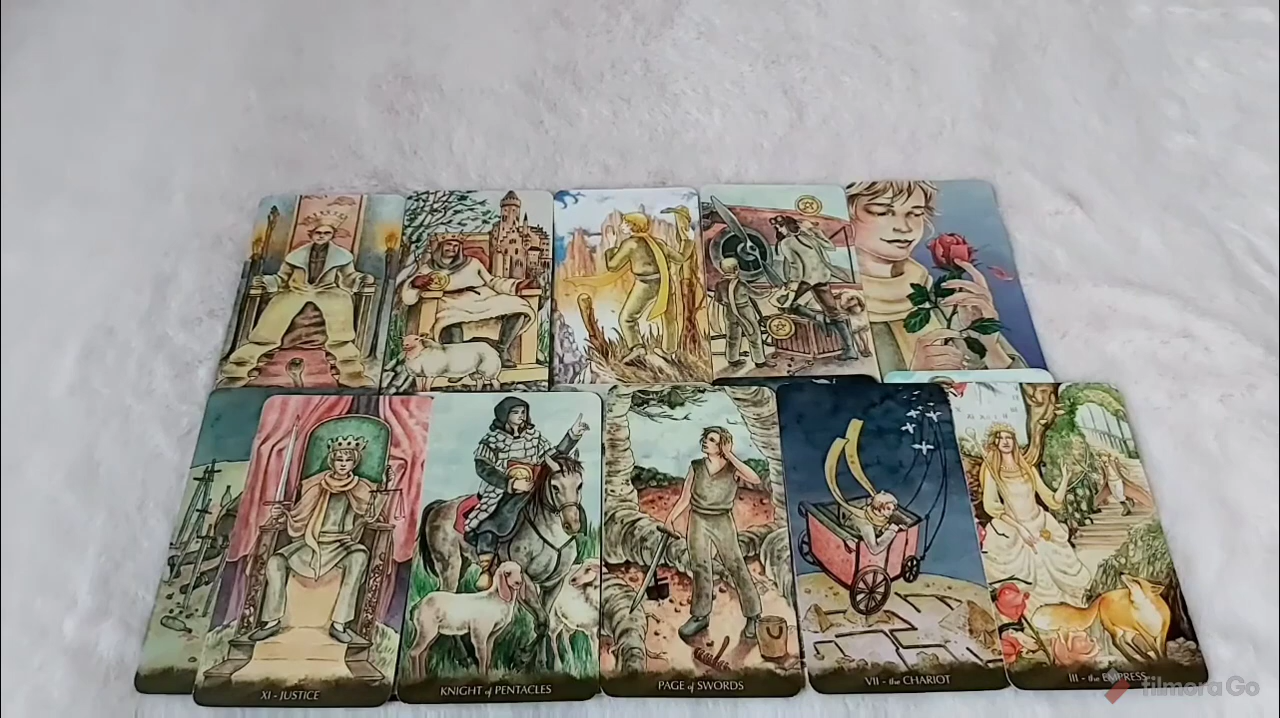 XI - JUSTICE
KNIGHT of PENTACLES
PAGE of SWORDS
VII - the CHARIOT
III - the EMPRESS
filmora Go